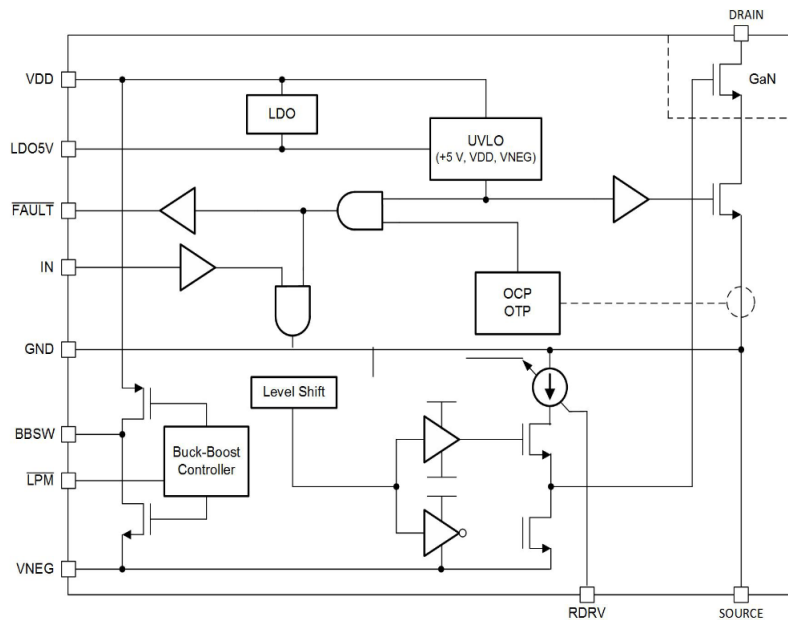 DRAIN
VDD
GaN
LDO
LDO5V
UVLO
(+5 V, VDD, VNEG)
FAULT
IN
OCP
OTP
GND
Level Shift
BBSW
Buck-Boost
Controller
LPM
VNEG
RDRV
SOURCE